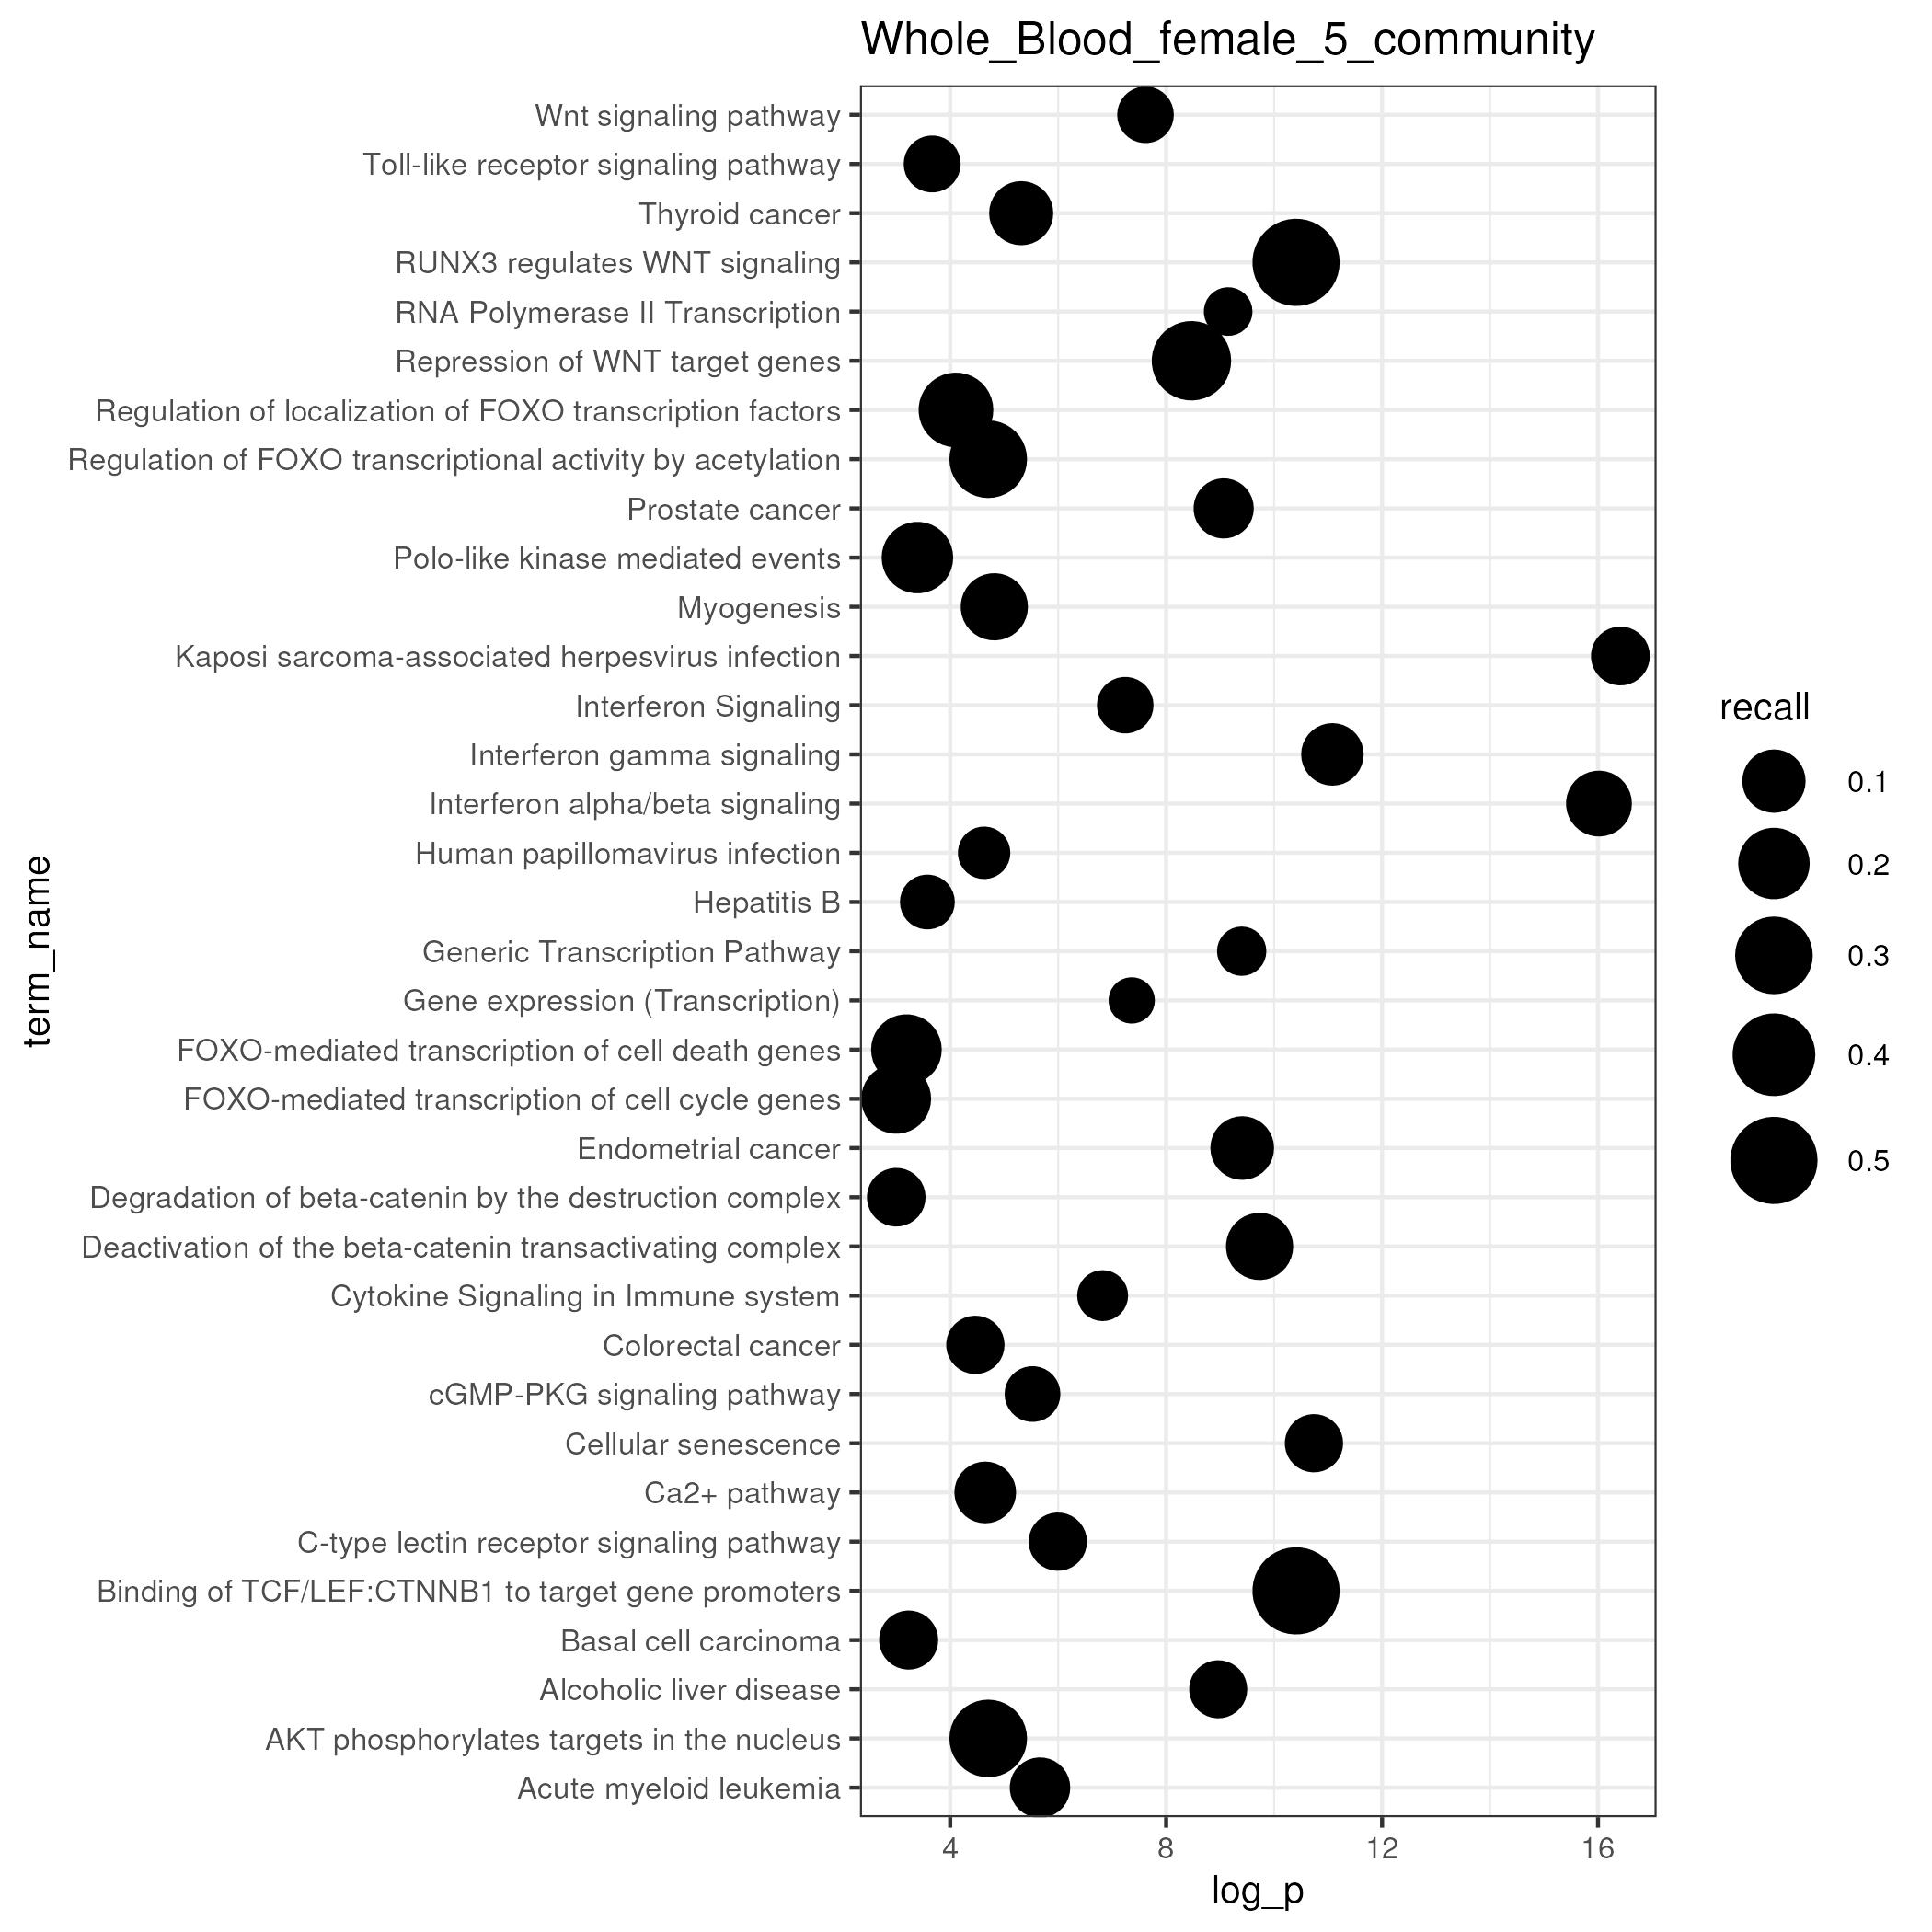 Whole_Blood_female_5_community
Wnt signaling pathway
Toll-like receptor signaling pathway
Thyroid cancer
RUNX3 regulates WNT signaling
RNA Polymerase II Transcription
Repression of WNT target genes
Regulation of localization of FOXO transcription factors
Regulation of FOXO transcriptional activity by acetylation
Prostate cancer
Polo-like kinase mediated events
Myogenesis
Kaposi sarcoma-associated herpesvirus infection
Interferon Signaling
Interferon gamma signaling
Interferon alpha/beta signaling
Human papillomavirus infection
Hepatitis B
Generic Transcription Pathway
Gene expression (Transcription)
FOXO-mediated transcription of cell death genes
FOXO-mediated transcription of cell cycle genes
Endometrial cancer
Degradation of beta-catenin by the destruction complex
Deactivation of the beta-catenin transactivating complex
Cytokine Signaling in Immune system
Colorectal cancer
cGMP-PKG signaling pathway
Cellular senescence
Ca2+ pathway
C-type lectin receptor signaling pathway
Binding of TCF/LEF:CTNNB1 to target gene promoters
Basal cell carcinoma
Alcoholic liver disease
AKT phosphorylates targets in the nucleus
Acute myeloid leukemia
term_name
4 8 12 16
log_p
recall
0.1
0.2
0.3
0.4
0.5